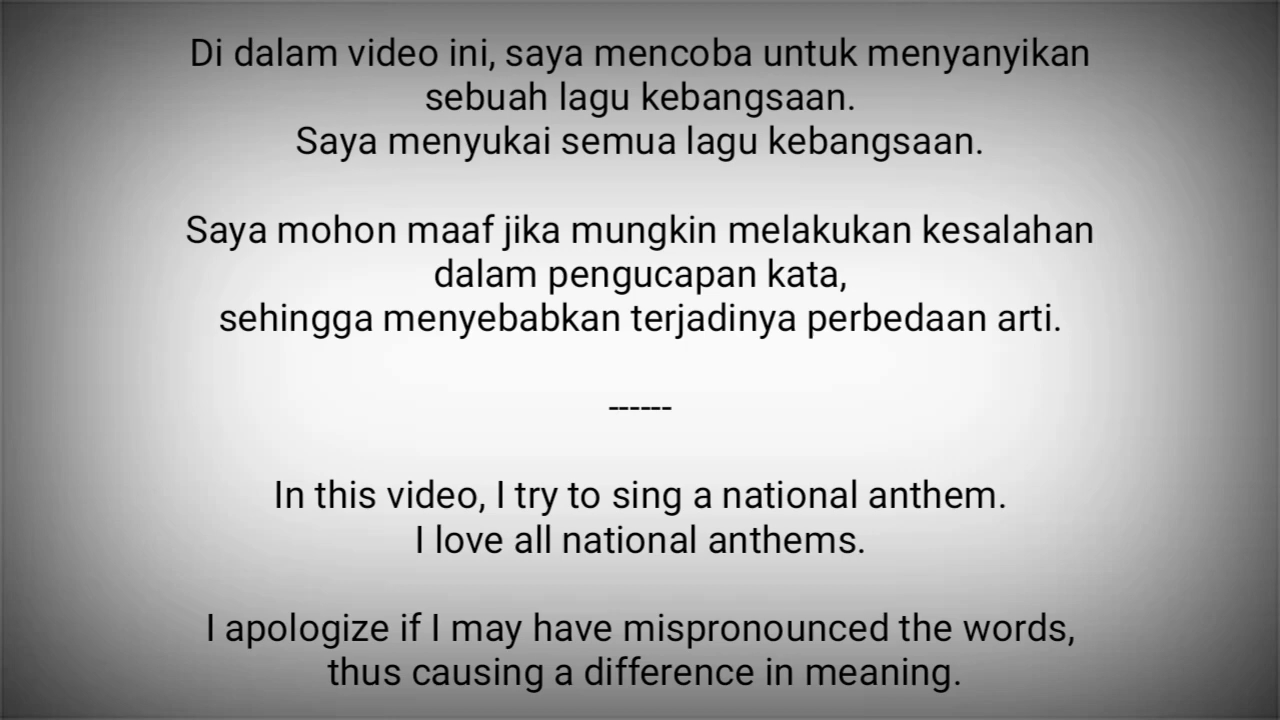 Di dalam video ini, saya mencoba untuk menyanyikan
sebuah lagu kebangsaan.
Saya menyukai semua lagu kebangsaan.
Saya mohon maaf jika mungkin melakukan kesalahan
dalam pengucapan kata,
sehingga menyebabkan terjadinya perbedaan arti.
------
In this video, I try to sing a national anthem.
I love all national anthems.
I apologize if I may have mispronounced the words,
thus causing a difference in meaning.